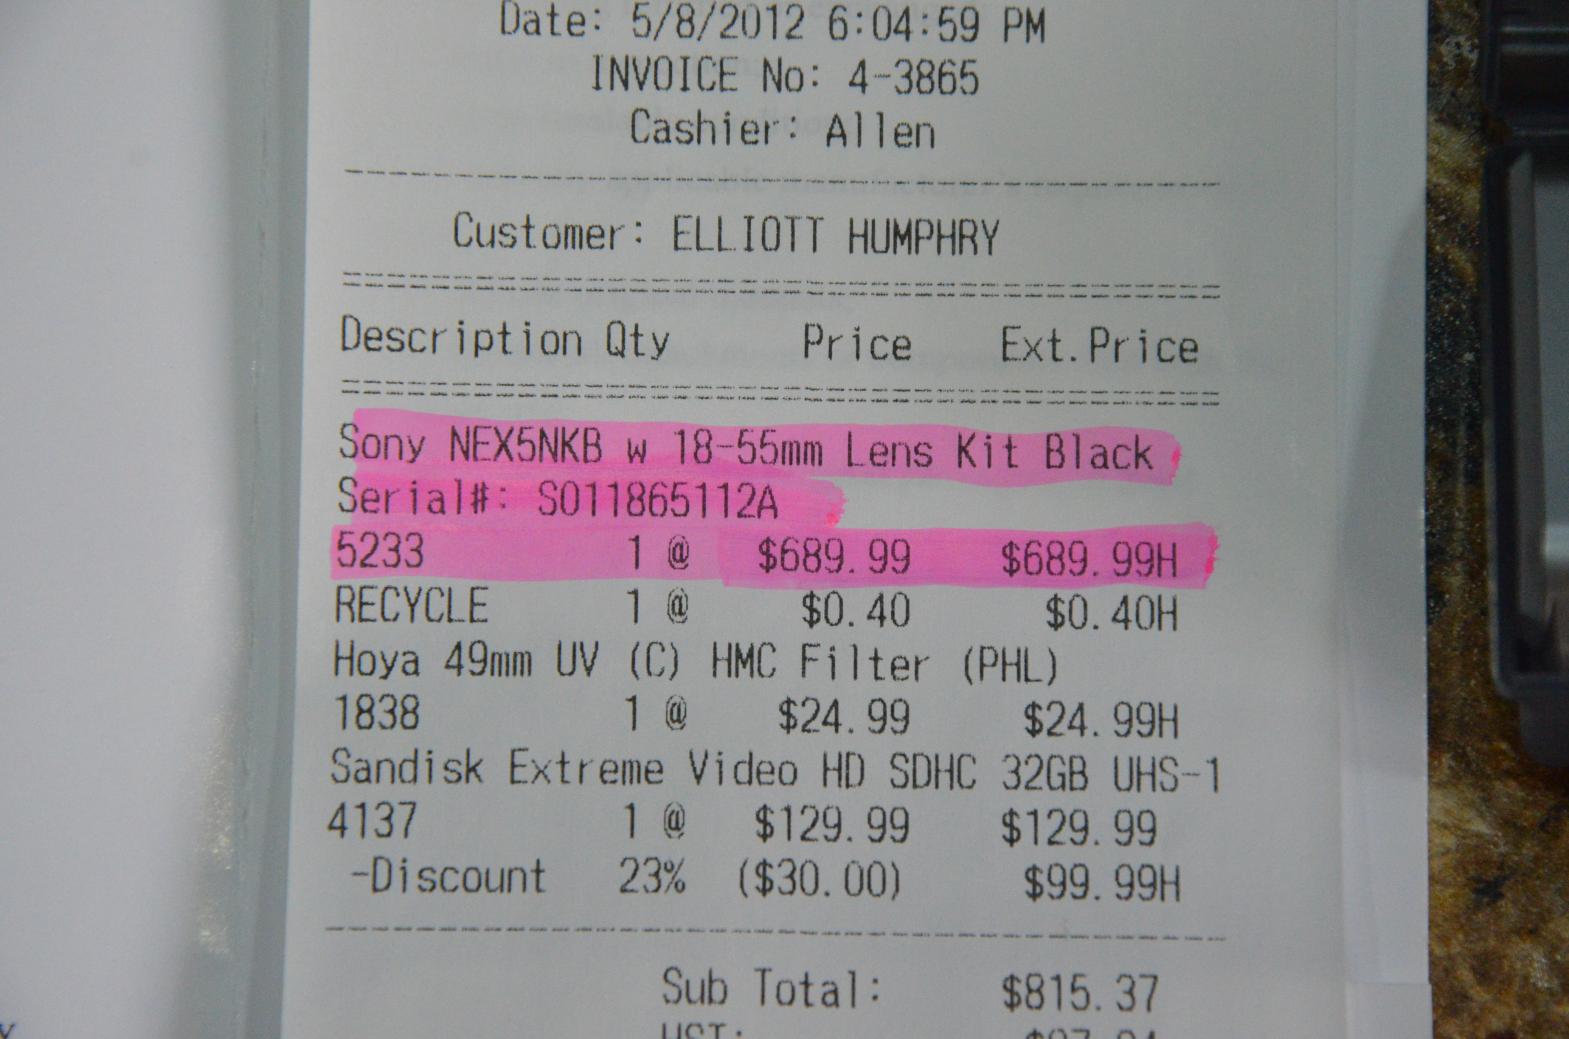 Date: 5/8/2012 6:04:59 PM
INVOICE No: 4-3865
Cashier: Allen
Customer: ELLIOTT HUMPHRY
Description Qty Price Ext.Price
Sony NEX5NKB w 18-55mm Lens Kit Black
Serial#: S011865112A
5233 1 @ $689.99 $689.99H
RECYCLE 1 @ $0.40 $0.40H
Hoya 49mm UV (C) HMC Filter (PHL)
1838 1 @ $24.99 $24.99H
Sandisk Extreme Video HD SDHC 32GB UHS-1
4137 1 @ $129.99 $129.99
-Discount 23% ($30.00) $99.99H
Sub Total: $815.37